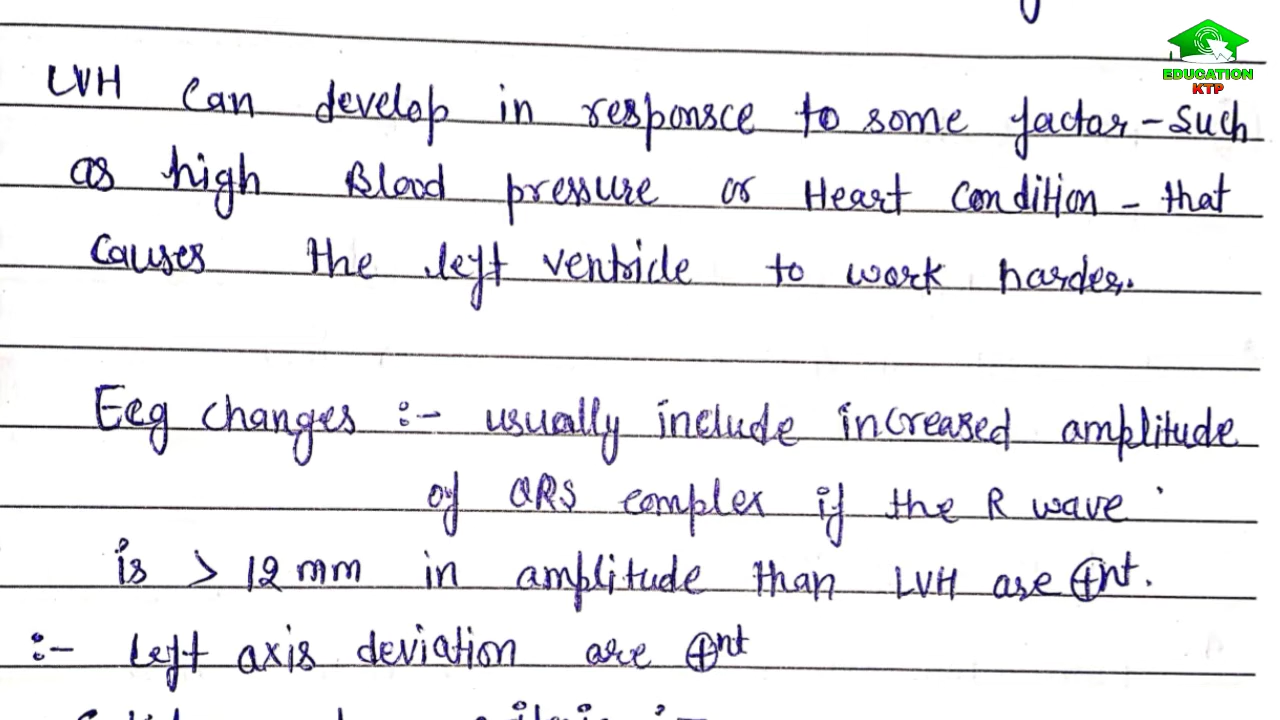 EDUCATION
KTP
LVH can develop in responsce to some factor - such
as high Blood pressure or Heart condition - that
causes the left ventricle to work harder.
Ecg changes :- usually include increased amplitude
of QRS complex if the R wave
is > 12 mm in amplitude than LVH are ⊕nt.
:- left axis deviation are ⊕nt